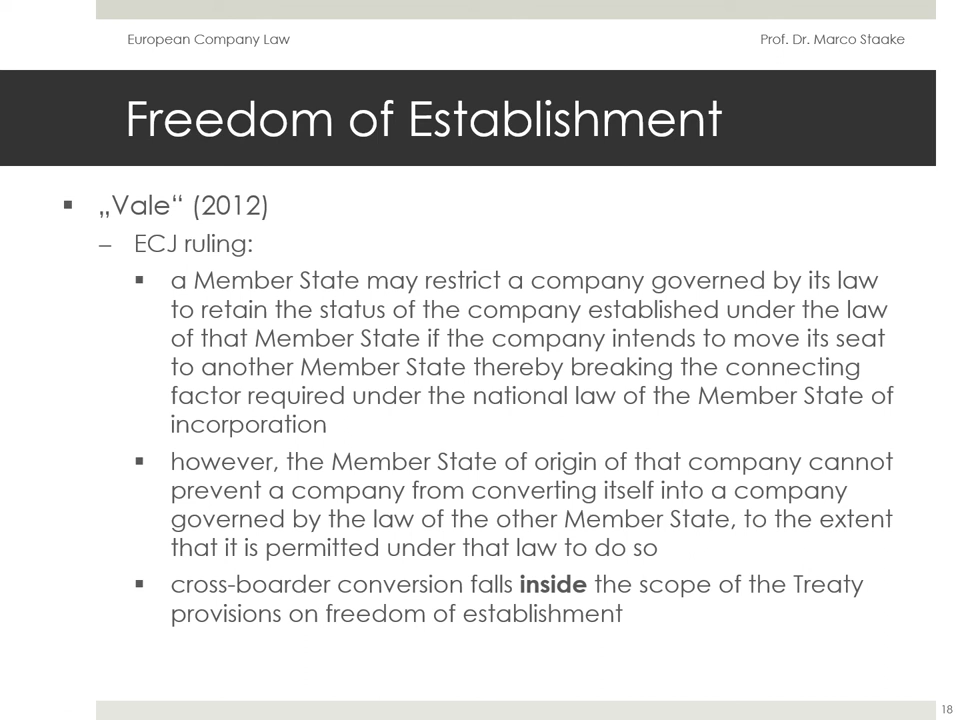 European Company Law
Prof. Dr. Marco Staake
Freedom of Establishment
▪ „Vale“ (2012)
– ECJ ruling:
▪ a Member State may restrict a company governed by its law
to retain the status of the company established under the law
of that Member State if the company intends to move its seat
to another Member State thereby breaking the connecting
factor required under the national law of the Member State of
incorporation
▪ however, the Member State of origin of that company cannot
prevent a company from converting itself into a company
governed by the law of the other Member State, to the extent
that it is permitted under that law to do so
▪ cross-boarder conversion falls inside the scope of the Treaty
provisions on freedom of establishment
18